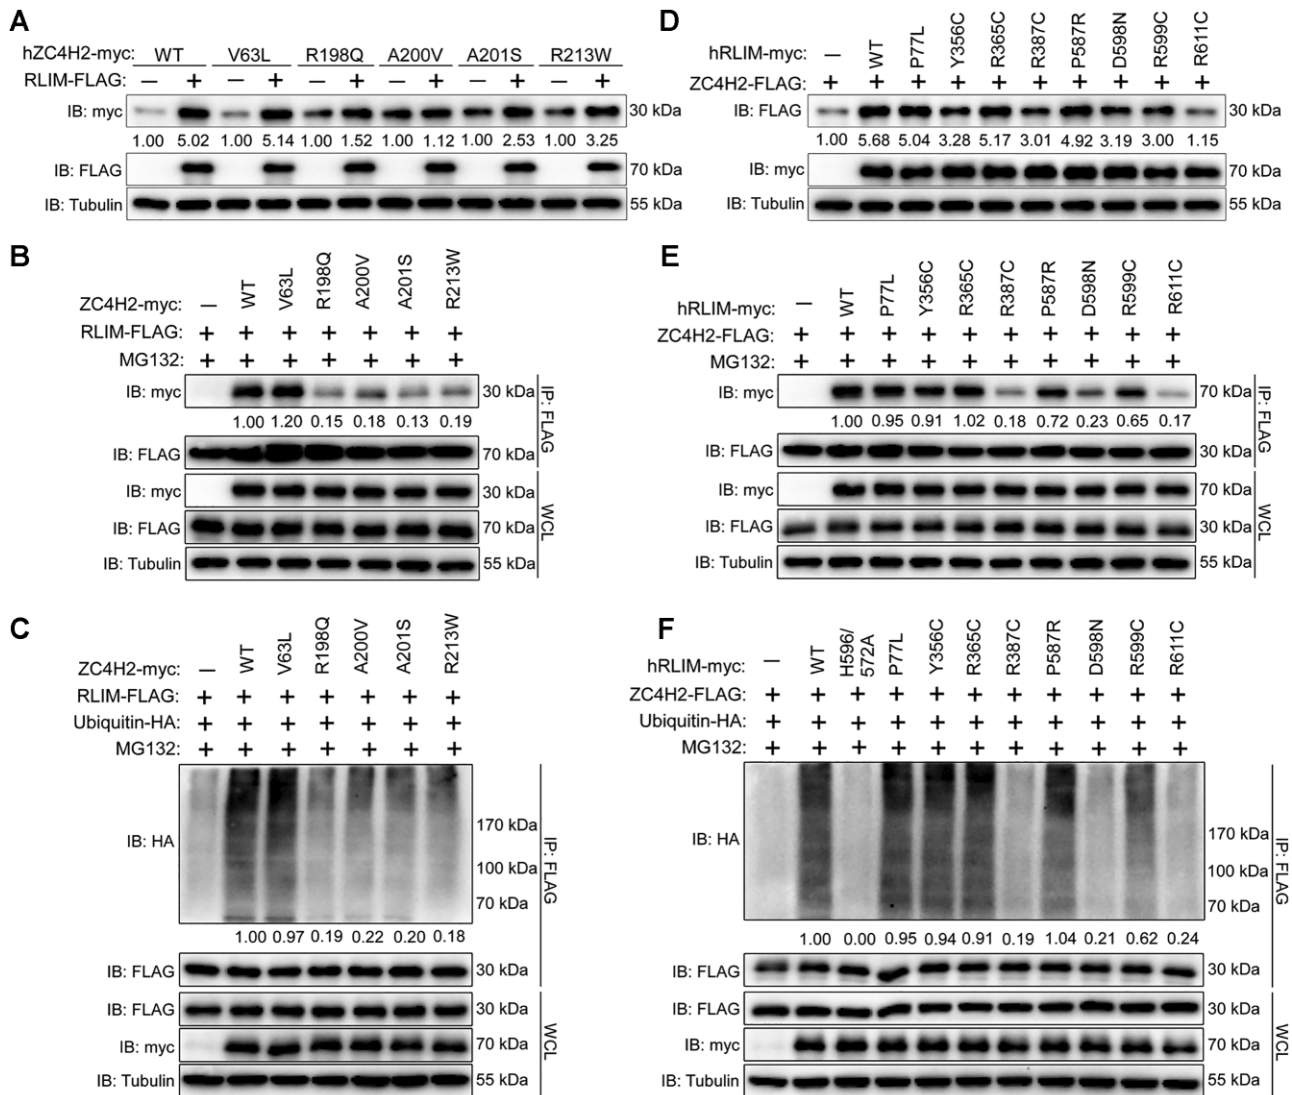 A
hZC4H2-myc: WT V63L R198Q A200V A201S R213W
RLIM-FLAG: — + — + — + — + — + — +
IB: myc 30 kDa
1.00 5.02 1.00 5.14 1.00 1.52 1.00 1.12 1.00 2.53 1.00 3.25
IB: FLAG 70 kDa
IB: Tubulin 55 kDa
B
ZC4H2-myc: — WT V63L R198Q A200V A201S R213W
RLIM-FLAG: + + + + + + +
MG132: + + + + + + +
IB: myc 30 kDa
1.00 1.20 0.15 0.18 0.13 0.19
IB: FLAG 70 kDa
IP: FLAG
IB: myc 30 kDa
IB: FLAG 70 kDa
IB: Tubulin 55 kDa
WCL
C
ZC4H2-myc: — WT V63L R198Q A200V A201S R213W
RLIM-FLAG: + + + + + + +
Ubiquitin-HA: + + + + + + +
MG132: + + + + + + +
IB: HA
170 kDa
100 kDa
70 kDa
1.00 0.97 0.19 0.22 0.20 0.18
IB: FLAG 30 kDa
IP: FLAG
IB: FLAG 30 kDa
IB: myc 70 kDa
IB: Tubulin 55 kDa
WCL
D
hRLIM-myc: — WT P77L Y356C R365C R387C P587R D598N R599C R611C
ZC4H2-FLAG: + + + + + + + + + +
IB: FLAG 30 kDa
1.00 5.68 5.04 3.28 5.17 3.01 4.92 3.19 3.00 1.15
IB: myc 70 kDa
IB: Tubulin 55 kDa
E
hRLIM-myc: — WT P77L Y356C R365C R387C P587R D598N R599C R611C
ZC4H2-FLAG: + + + + + + + + + +
MG132: + + + + + + + + + +
IB: myc 70 kDa
1.00 0.95 0.91 1.02 0.18 0.72 0.23 0.65 0.17
IB: FLAG 30 kDa
IP: FLAG
IB: myc 70 kDa
IB: FLAG 30 kDa
IB: Tubulin 55 kDa
WCL
F
hRLIM-myc: — WT H596/572A P77L Y356C R365C R387C P587R D598N R599C R611C
ZC4H2-FLAG: + + + + + + + + + + +
Ubiquitin-HA: + + + + + + + + + + +
MG132: + + + + + + + + + + +
IB: HA
170 kDa
100 kDa
70 kDa
1.00 0.00 0.95 0.94 0.91 0.19 1.04 0.21 0.62 0.24
IB: FLAG 30 kDa
IP: FLAG
IB: FLAG 30 kDa
IB: myc 70 kDa
IB: Tubulin 55 kDa
WCL